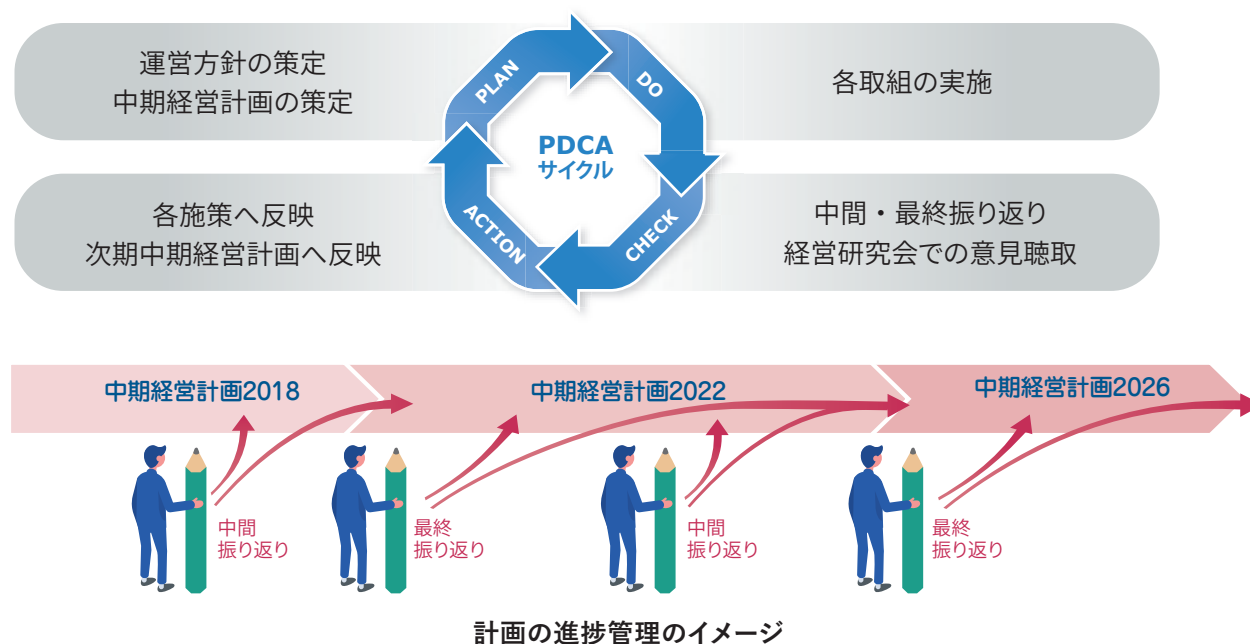 運営方針の策定
中期経営計画の策定
PLAN
DO
各取組の実施
PDCA
サイクル
各施策へ反映
次期中期経営計画へ反映
ACTION
CHECK
中間・最終振り返り
経営研究会での意見聴取
中期経営計画2018
中期経営計画2022
中期経営計画2026
中間
振り返り
最終
振り返り
中間
振り返り
最終
振り返り
計画の進捗管理のイメージ